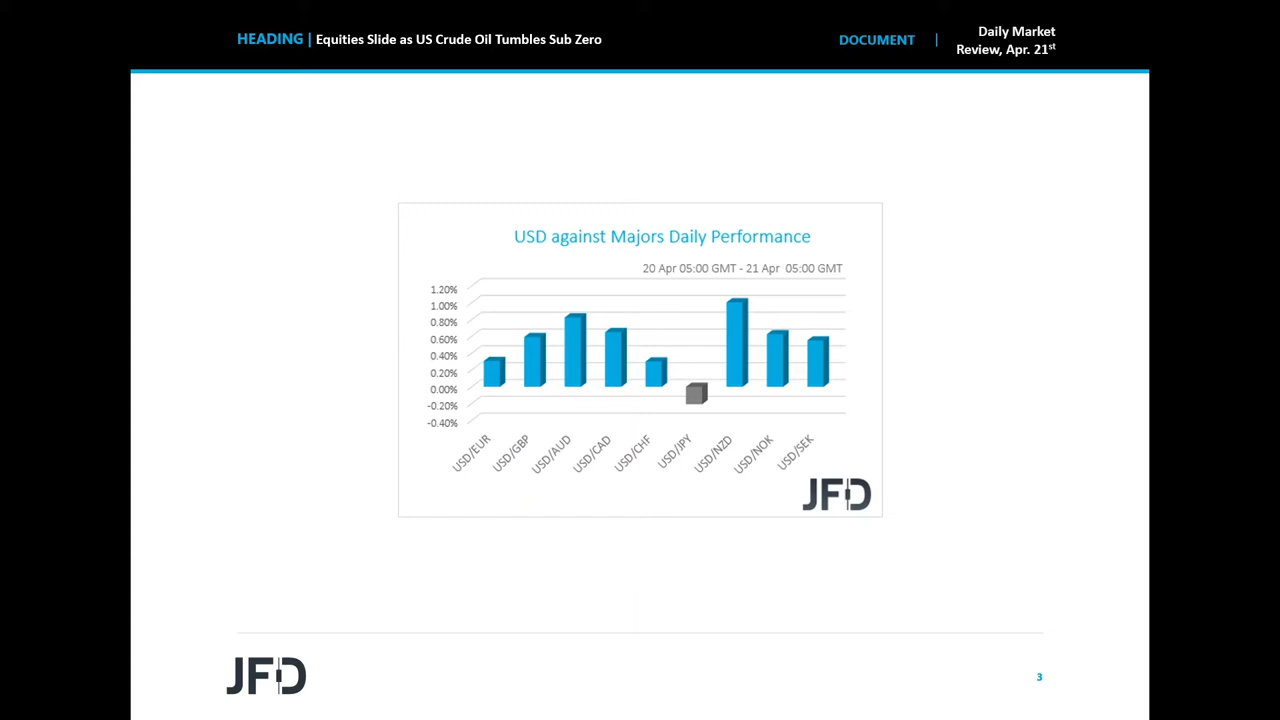 HEADING | Equities Slide as US Crude Oil Tumbles Sub Zero
DOCUMENT | Daily Market
Review, Apr. 21st
USD against Majors Daily Performance
20 Apr 05:00 GMT - 21 Apr 05:00 GMT
1.20%
1.00%
0.80%
0.60%
0.40%
0.20%
0.00%
-0.20%
-0.40%
USD/EUR
USD/GBP
USD/AUD
USD/CAD
USD/CHF
USD/JPY
USD/NZD
USD/NOK
USD/SEK
JFD
JFD
3